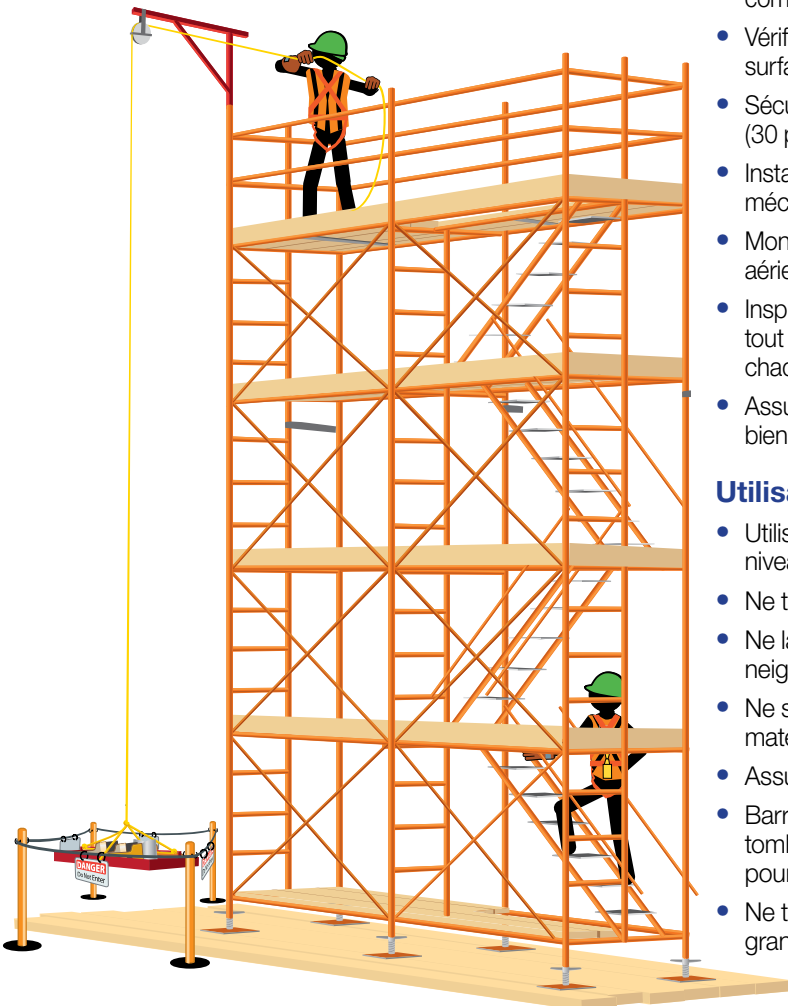 com
Vérif
surfa
Sécu
(30 p
Insta
méc
Mon
aérie
Insp
tout
chac
Assu
bien
Utilisa
Utilis
nivea
Ne t
Ne la
neig
Ne s
maté
Assu
Barr
tomb
pour
Ne t
gran
DANGER
Do Not Enter